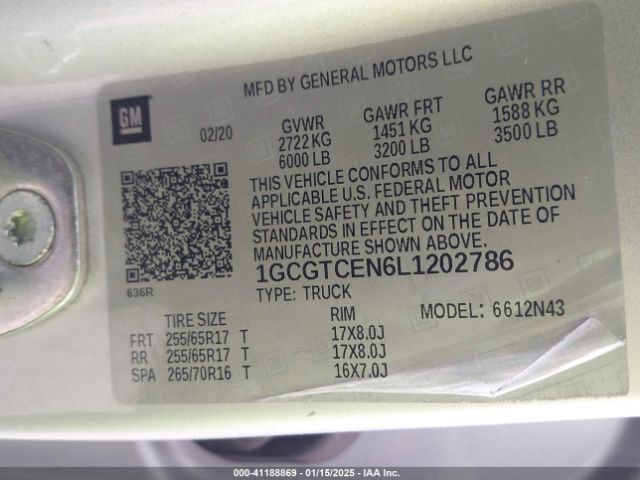 MFD BY GENERAL MOTORS LLC
GM
02/20
GVWR
2722 KG
6000 LB
GAWR FRT
1451 KG
3200 LB
GAWR RR
1588 KG
3500 LB
THIS VEHICLE CONFORMS TO ALL
APPLICABLE U.S. FEDERAL MOTOR
VEHICLE SAFETY AND THEFT PREVENTION
STANDARDS IN EFFECT ON THE DATE OF
MANUFACTURE SHOWN ABOVE.
1GCGTCEN6L1202786
636R
TYPE: TRUCK
MODEL: 6612N43
TIRE SIZE RIM
FRT 255/65R17 T 17X8.0J
RR 255/65R17 T 17X8.0J
SPA 265/70R16 T 16X7.0J
000-41188869 - 01/15/2025 - IAAI.com